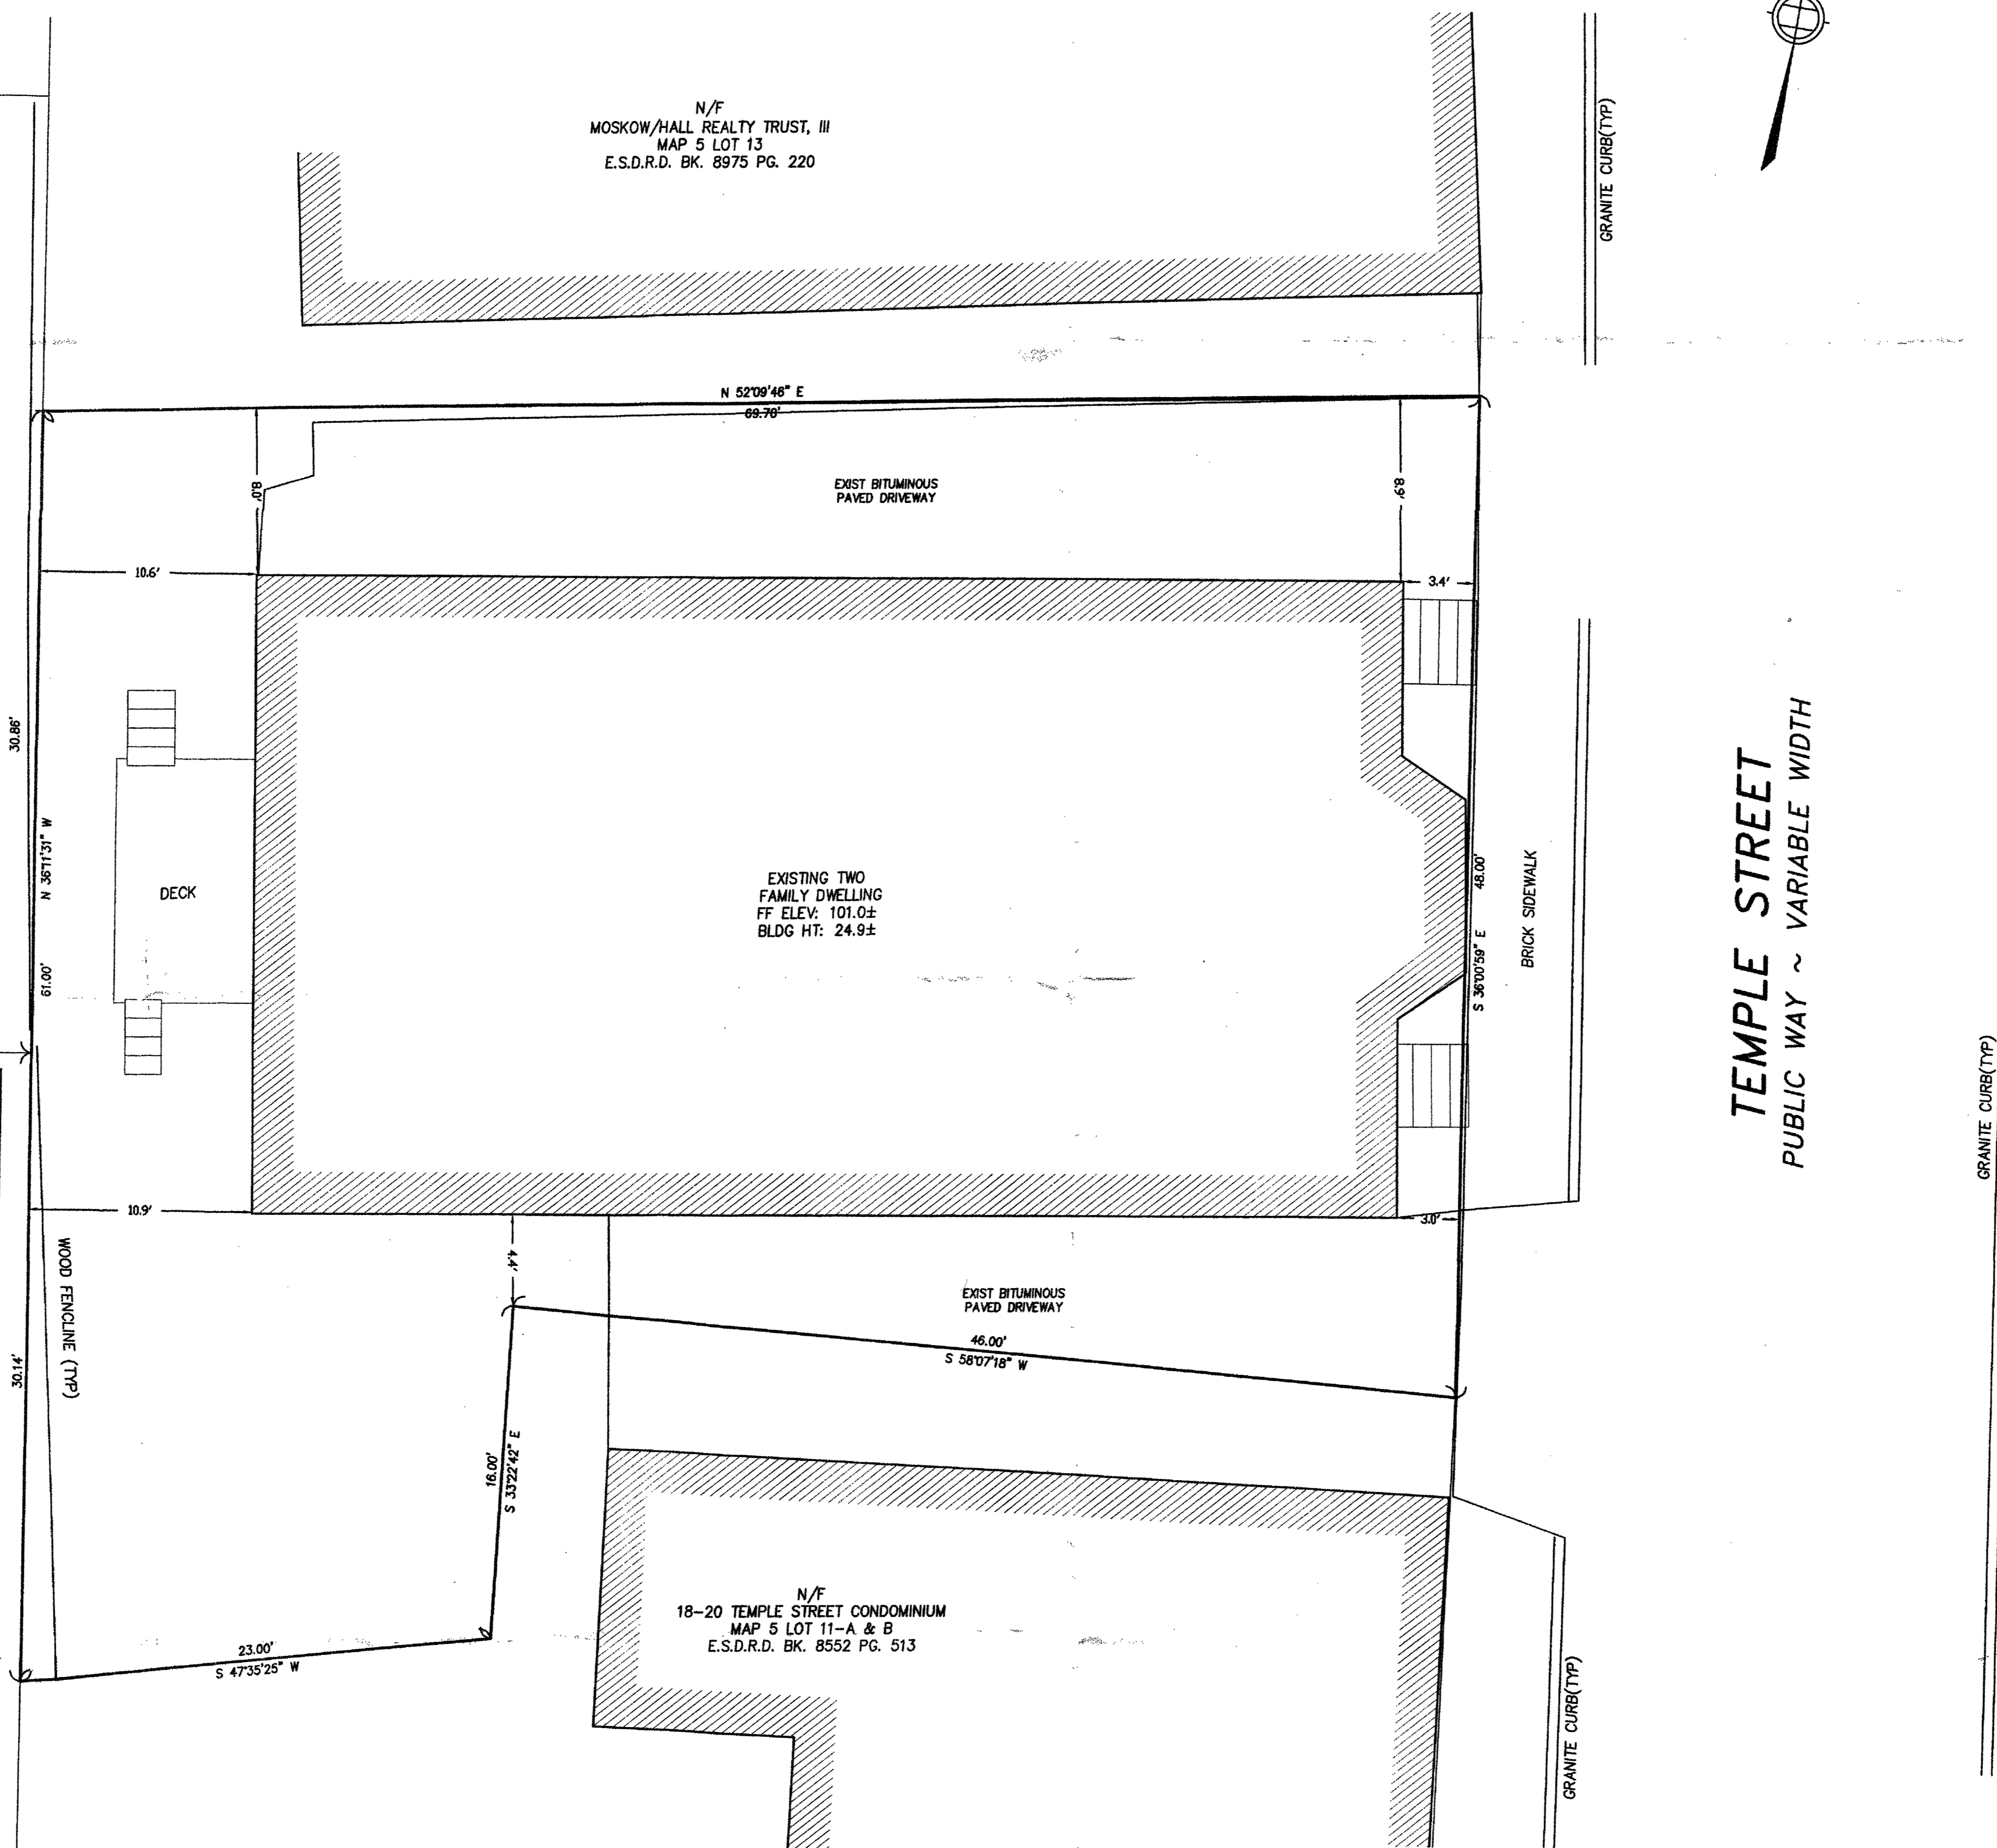 N/F
MOSKOW/HALL REALTY TRUST, III
MAP 5 LOT 13
E.S.D.R.D. BK. 8975 PG. 220
GRANITE CURB(TYP)
N 52°09'46" E
69.70'
8.0'
EXIST BITUMINOUS
PAVED DRIVEWAY
8.9'
10.6'
3.4'
30.86'
N 36°11'31" W
61.00'
DECK
EXISTING TWO
FAMILY DWELLING
FF ELEV: 101.0±
BLDG HT: 24.9±
48.00'
S 36°00'59" E
BRICK SIDEWALK
TEMPLE STREET
PUBLIC WAY ~ VARIABLE WIDTH
GRANITE CURB(TYP)
10.9'
3.0'
WOOD FENCLINE (TYP)
4.4'
EXIST BITUMINOUS
PAVED DRIVEWAY
46.00'
S 58°07'18" W
30.14'
16.00'
S 33°22'42" E
N/F
18-20 TEMPLE STREET CONDOMINIUM
MAP 5 LOT 11-A & B
E.S.D.R.D. BK. 8552 PG. 513
23.00'
S 47°35'25" W
GRANITE CURB(TYP)